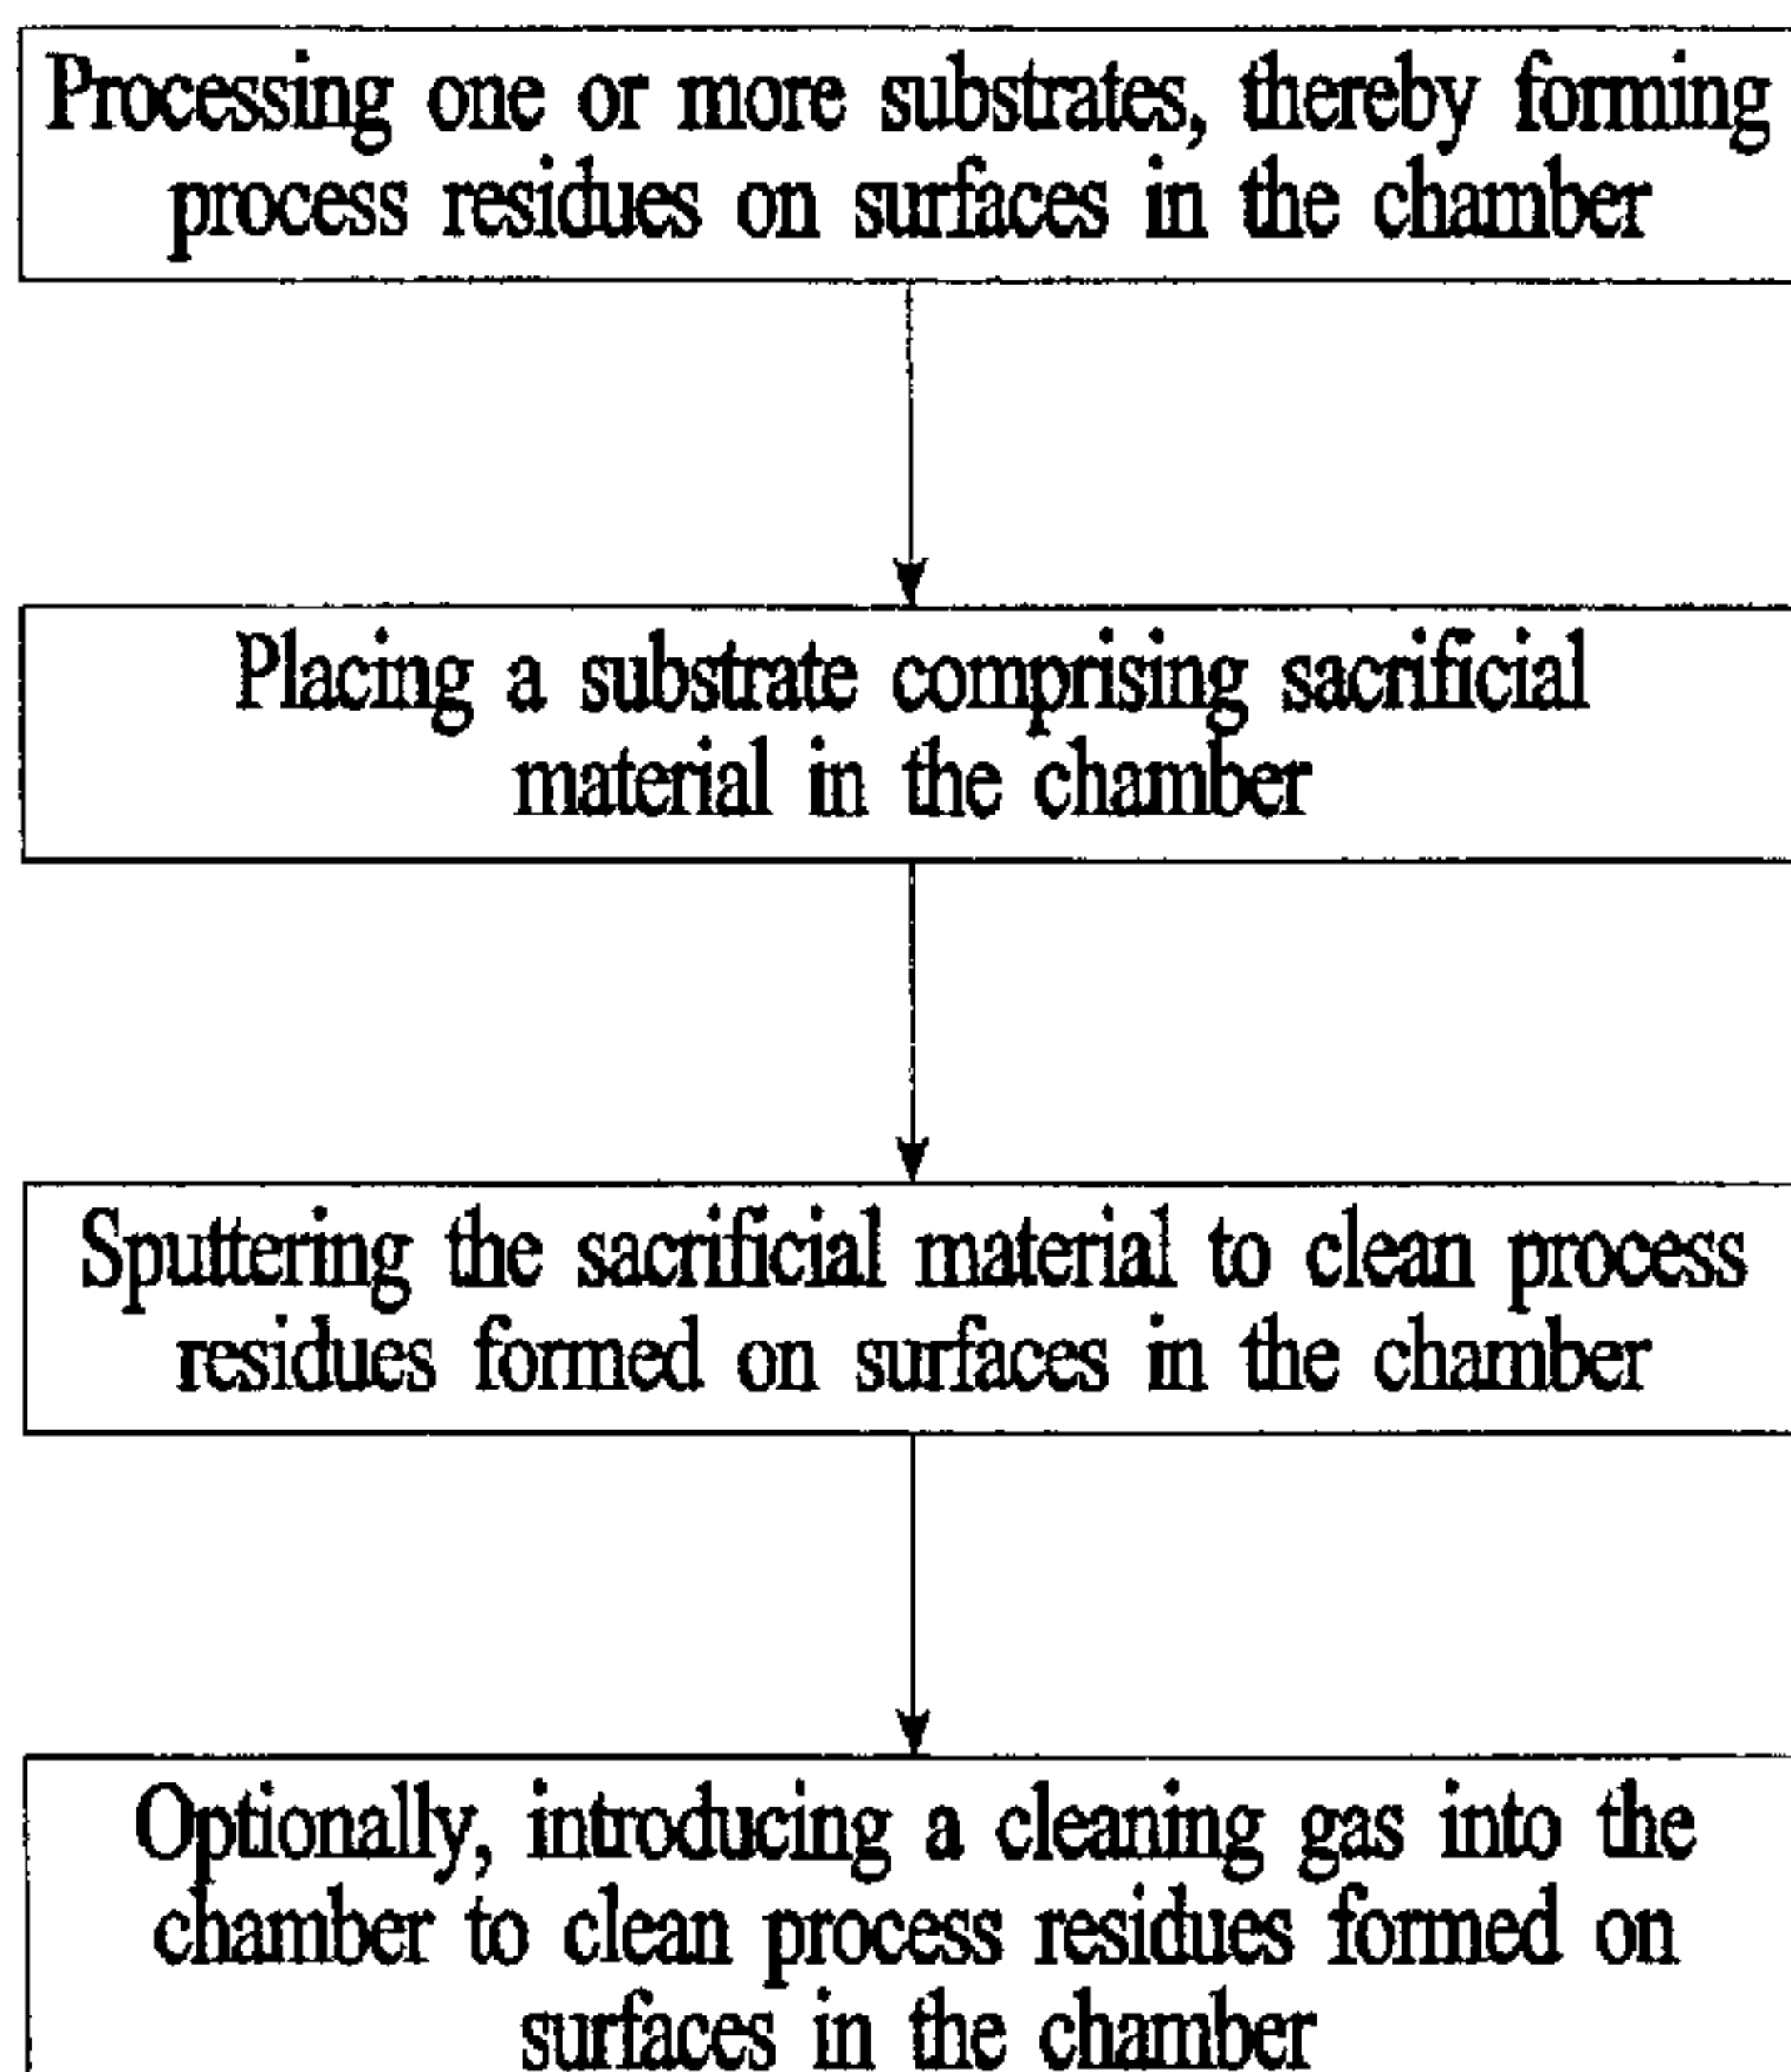 Processing one or more substrates, thereby forming
process residues on surfaces in the chamber
Placing a substrate comprising sacrificial
material in the chamber
Sputtering the sacrificial material to clean process
residues formed on surfaces in the chamber
Optionally, introducing a cleaning gas into the
chamber to clean process residues formed on
surfaces in the chamber